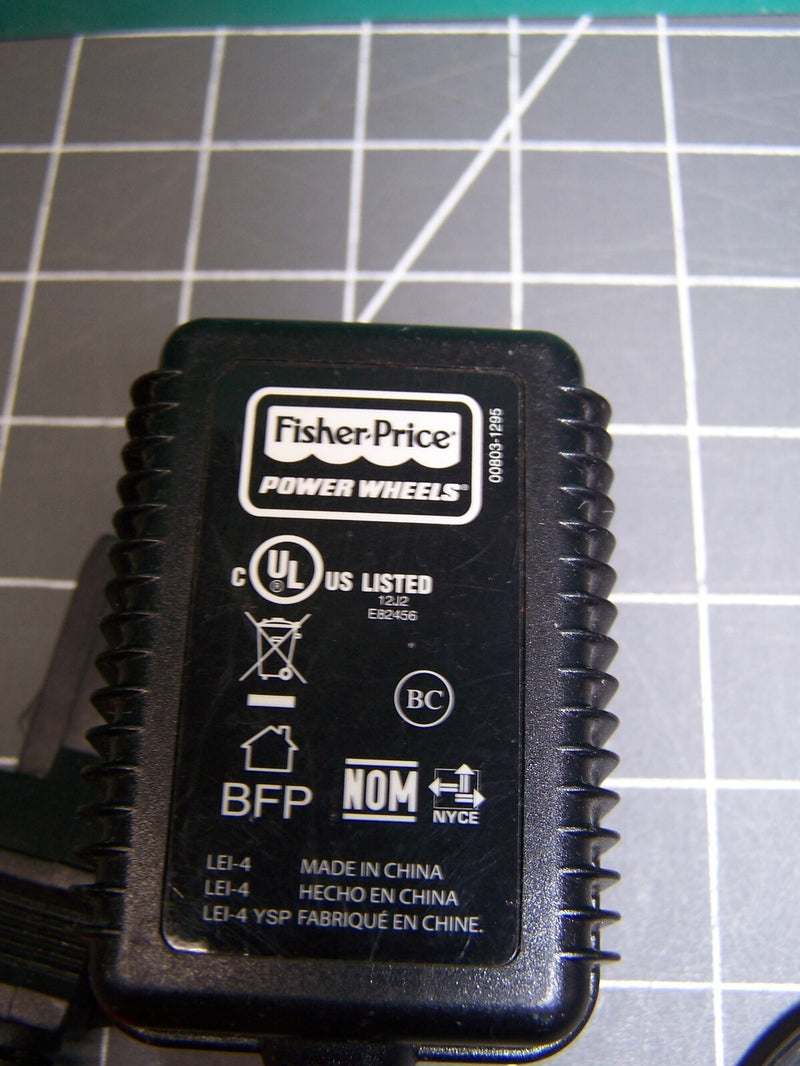 Fisher-Price®
POWER WHEELS®
00803-1295
C UL® US LISTED
12J2
E82456
BC
BFP
NOM
NYCE
LEI-4 MADE IN CHINA
LEI-4 HECHO EN CHINA
LEI-4 YSP FABRIQUÉ EN CHINE.